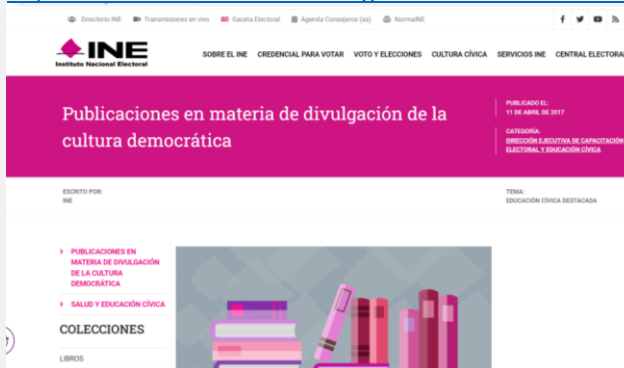 Directorio INE Transmisiones en vivo Gaceta Electoral Agenda Consejeros (as) NormaINE
INE
Instituto Nacional Electoral
SOBRE EL INE CREDENCIAL PARA VOTAR VOTO Y ELECCIONES CULTURA CÍVICA SERVICIOS INE CENTRAL ELECTORAL
Publicaciones en materia de divulgación de la
cultura democrática
PUBLICADO EL:
11 DE ABRIL DE 2017
CATEGORÍA:
DIRECCIÓN EJECUTIVA DE CAPACITACIÓN
ELECTORAL Y EDUCACIÓN CÍVICA
ESCRITO POR:
INE
TEMA:
EDUCACIÓN CÍVICA DESTACADA
PUBLICACIONES EN
MATERIA DE DIVULGACIÓN
DE LA CULTURA
DEMOCRÁTICA
SALUD Y EDUCACIÓN CÍVICA
COLECCIONES
LIBROS